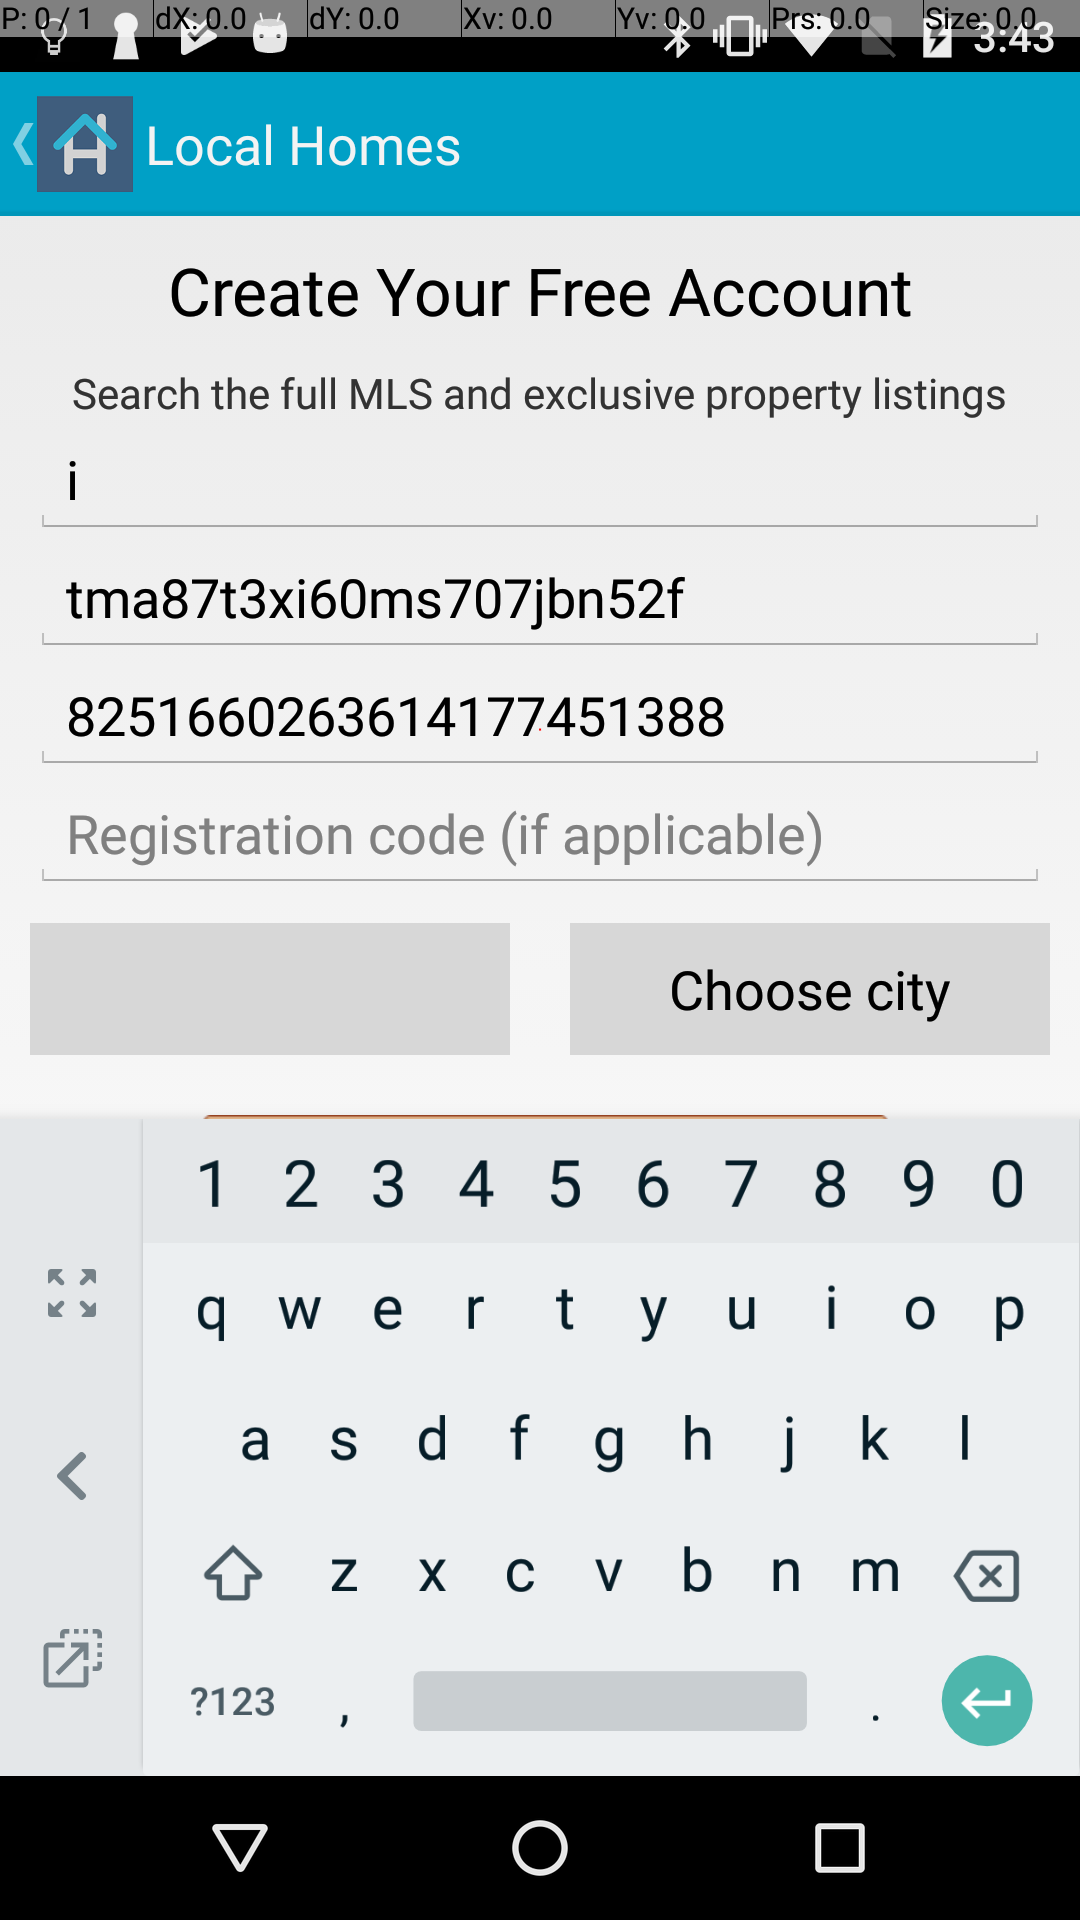 P: 0 / 1 dX: 0.0 dY: 0.0 Xv: 0.0 Yv: 0.0 Prs: 0.0 Size: 0.0
3:43
Local Homes
Create Your Free Account
Search the full MLS and exclusive property listings
i
tma87t3xi60ms707jbn52f
8251660263614177451388
Registration code (if applicable)
Choose city
1 2 3 4 5 6 7 8 9 0
q w e r t y u i o p
a s d f g h j k l
z x c v b n m
?123 , .